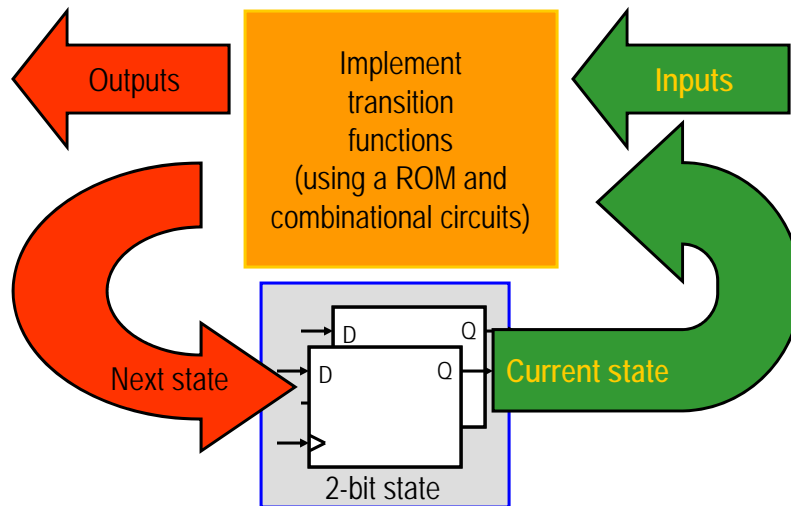 Outputs
Implement
transition
functions
(using a ROM and
combinational circuits)
Inputs
Next state
D
Q
D
Q
Current state
2-bit state